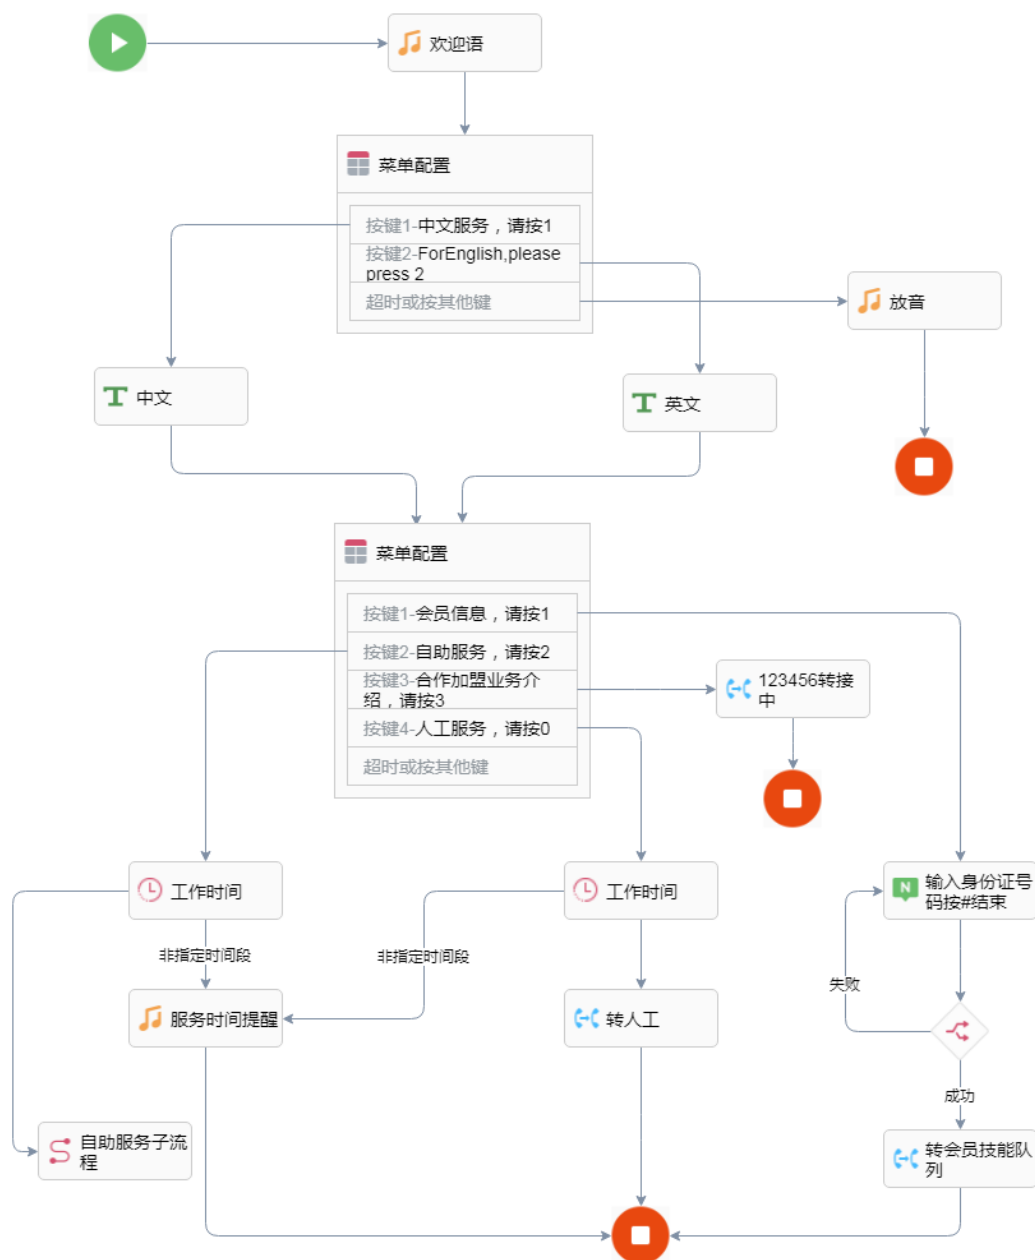 欢迎语
菜单配置
按键1-中文服务，请按1
按键2-ForEnglish,please
press 2
超时或按其他键
放音
中文
英文
菜单配置
按键1-会员信息，请按1
按键2-自助服务，请按2
按键3-合作加盟业务介
绍，请按3
按键4-人工服务，请按0
超时或按其他键
123456转接
中
工作时间
工作时间
输入身份证号
码按#结束
非指定时间段
非指定时间段
失败
服务时间提醒
转人工
成功
自助服务子流
程
转会员技能队
列